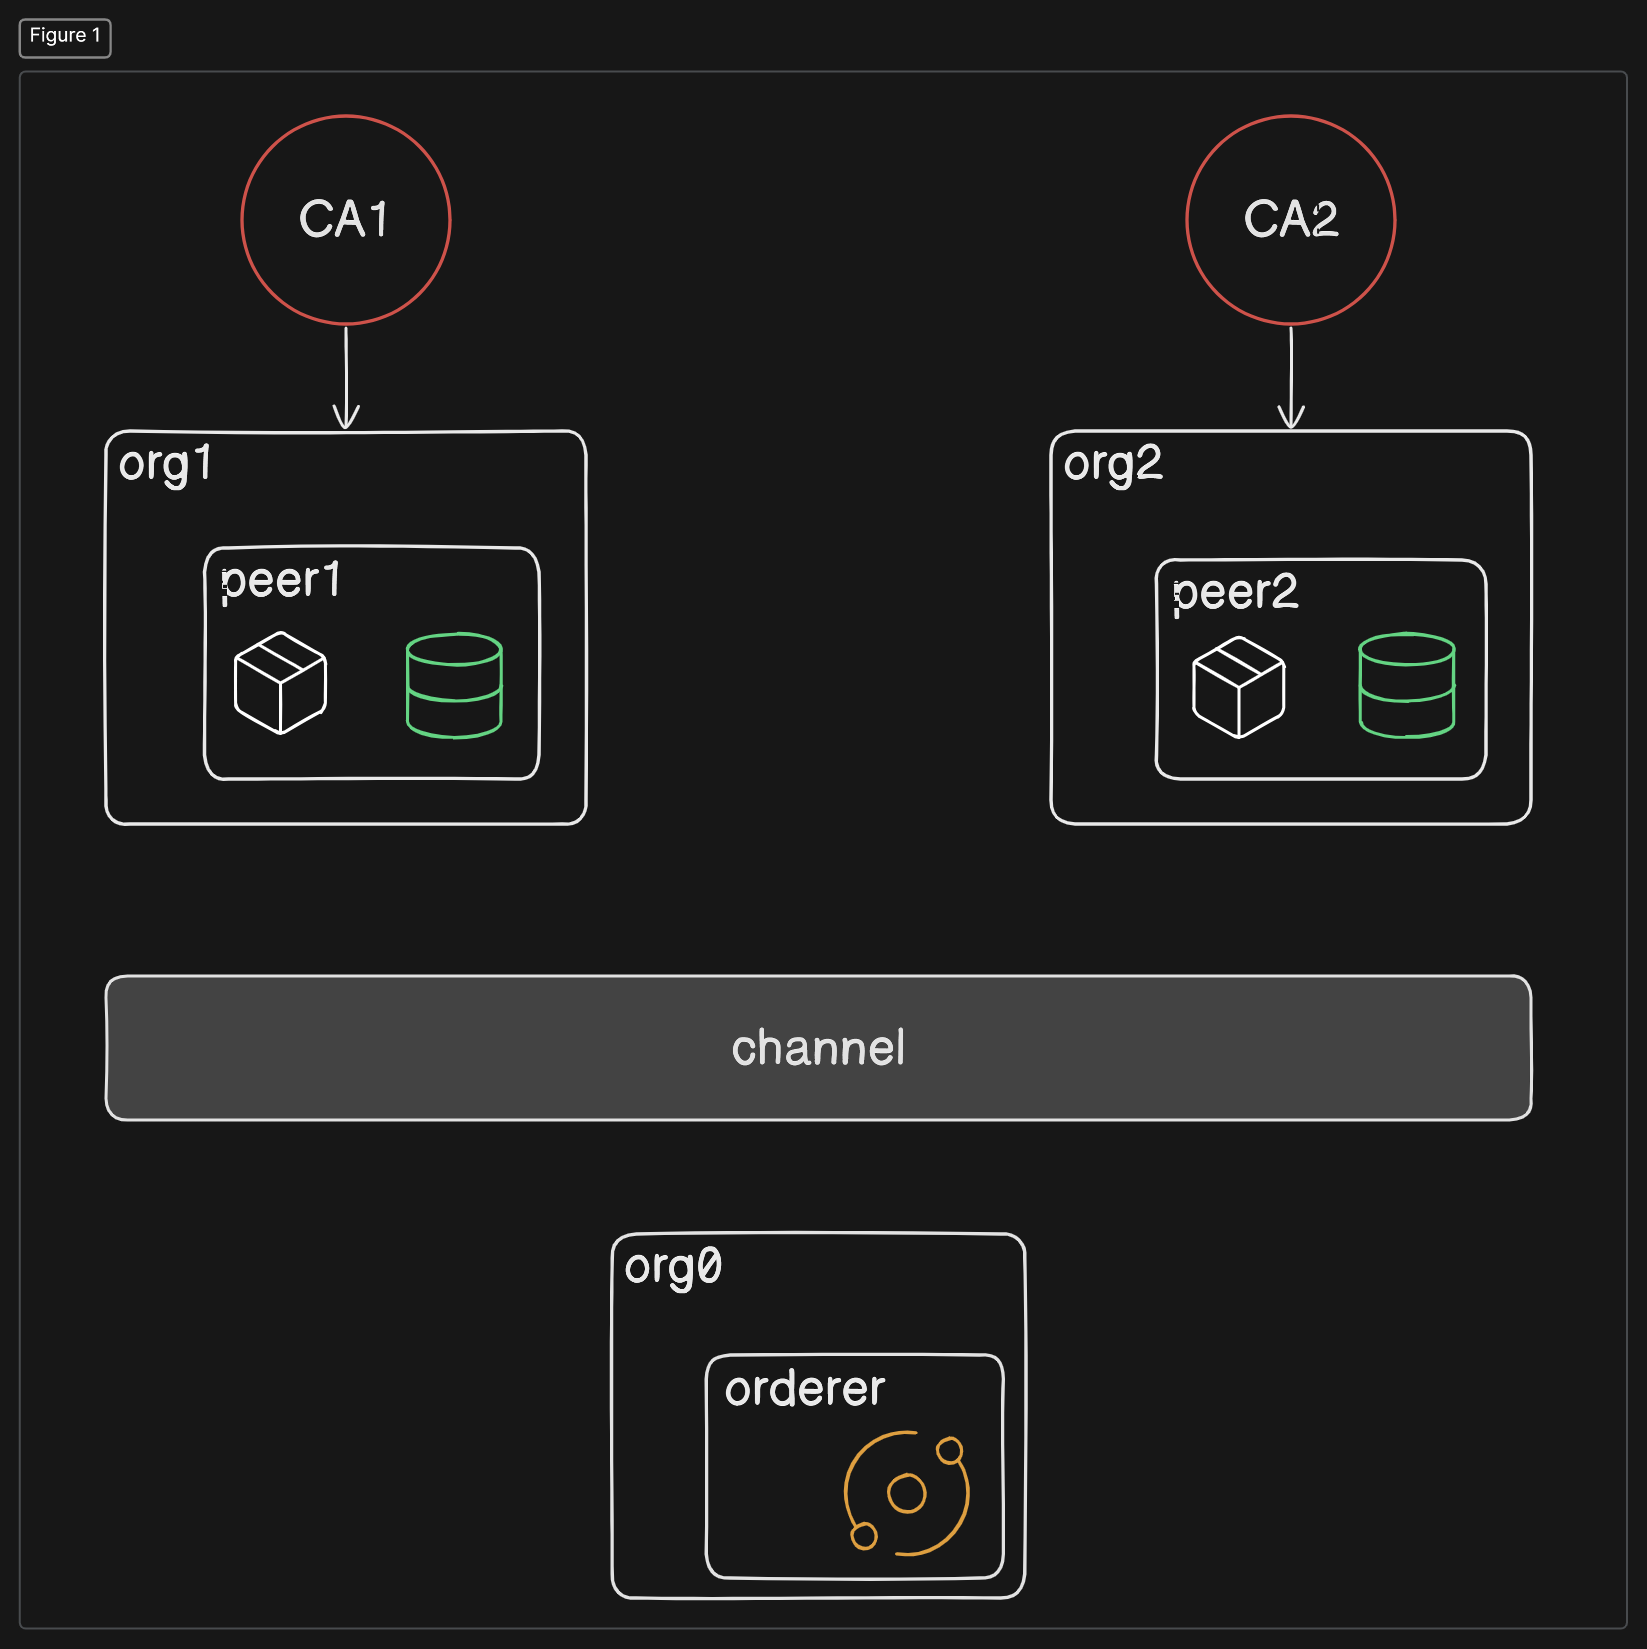 Figure 1
CA1
CA2
org1
org2
peer1
peer2
channel
org0
orderer